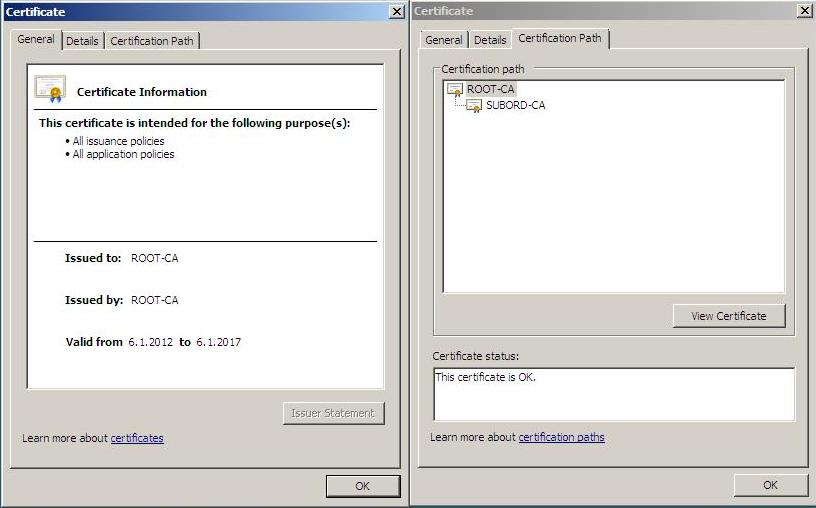 Certificate
General Details Certification Path
Certificate Information
This certificate is intended for the following purpose(s):
• All issuance policies
• All application policies
Issued to: ROOT-CA
Issued by: ROOT-CA
Valid from 6.1.2012 to 6.1.2017
Issuer Statement
Learn more about certificates
OK
Certificate
General Details Certification Path
Certification path
ROOT-CA
SUBORD-CA
View Certificate
Certificate status:
This certificate is OK.
Learn more about certification paths
OK